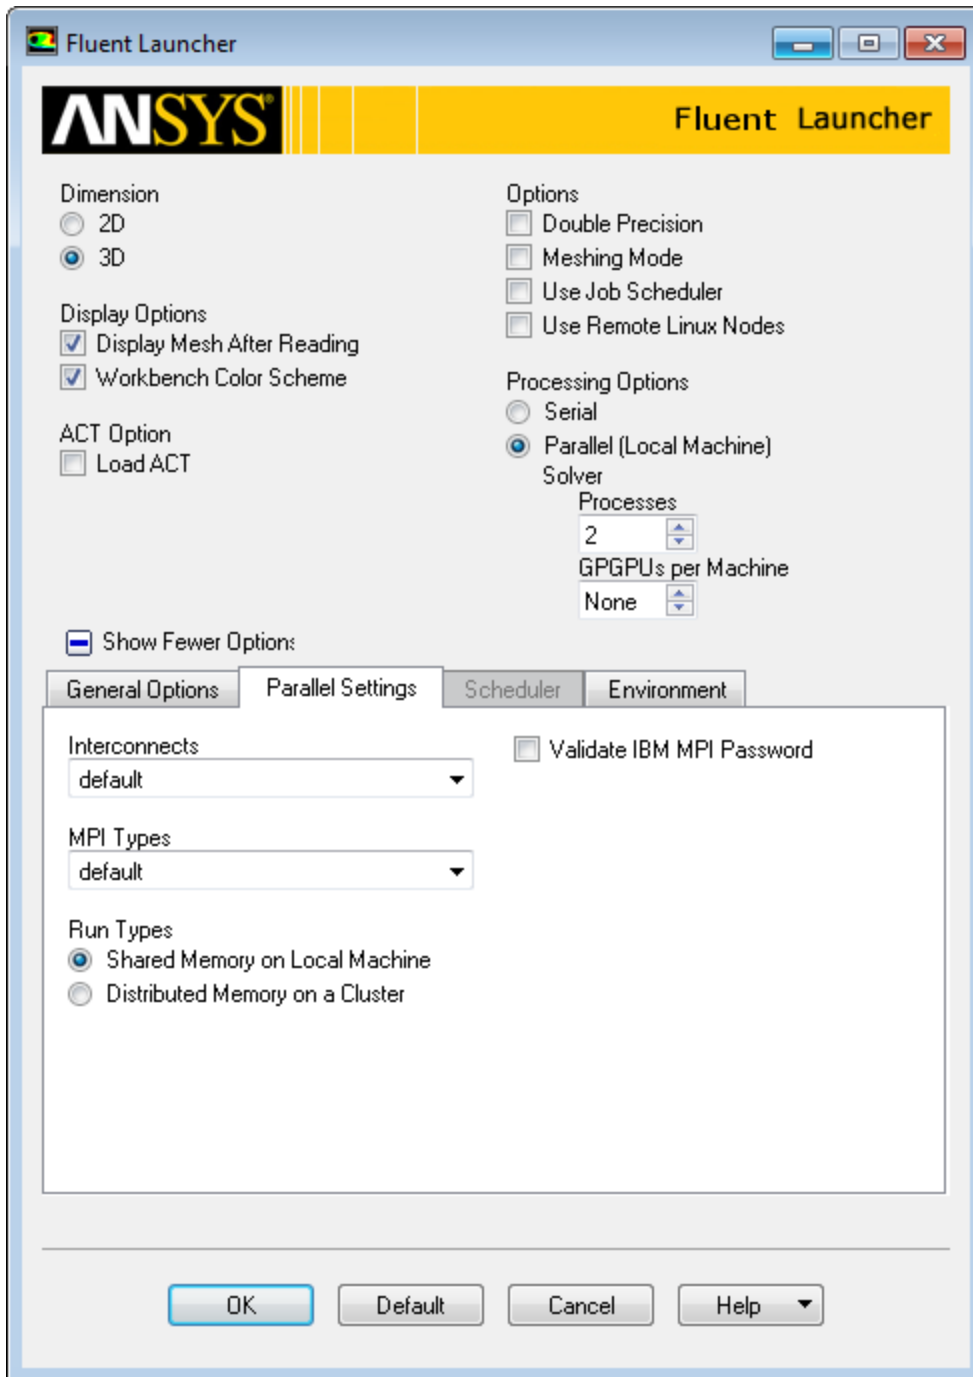 Fluent Launcher
ANSYS®
Fluent Launcher
Dimension
2D
3D
Display Options
Display Mesh After Reading
Workbench Color Scheme
ACT Option
Load ACT
Options
Double Precision
Meshing Mode
Use Job Scheduler
Use Remote Linux Nodes
Processing Options
Serial
Parallel (Local Machine)
Solver
Processes
2
GPGPUs per Machine
None
Show Fewer Options
General Options
Parallel Settings
Scheduler
Environment
Interconnects
default
MPI Types
default
Run Types
Shared Memory on Local Machine
Distributed Memory on a Cluster
Validate IBM MPI Password
OK
Default
Cancel
Help